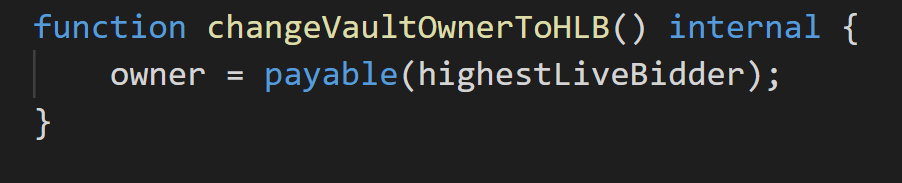 function changeVaultOwnerToHLB() internal {
    owner = payable(highestLiveBidder);
}